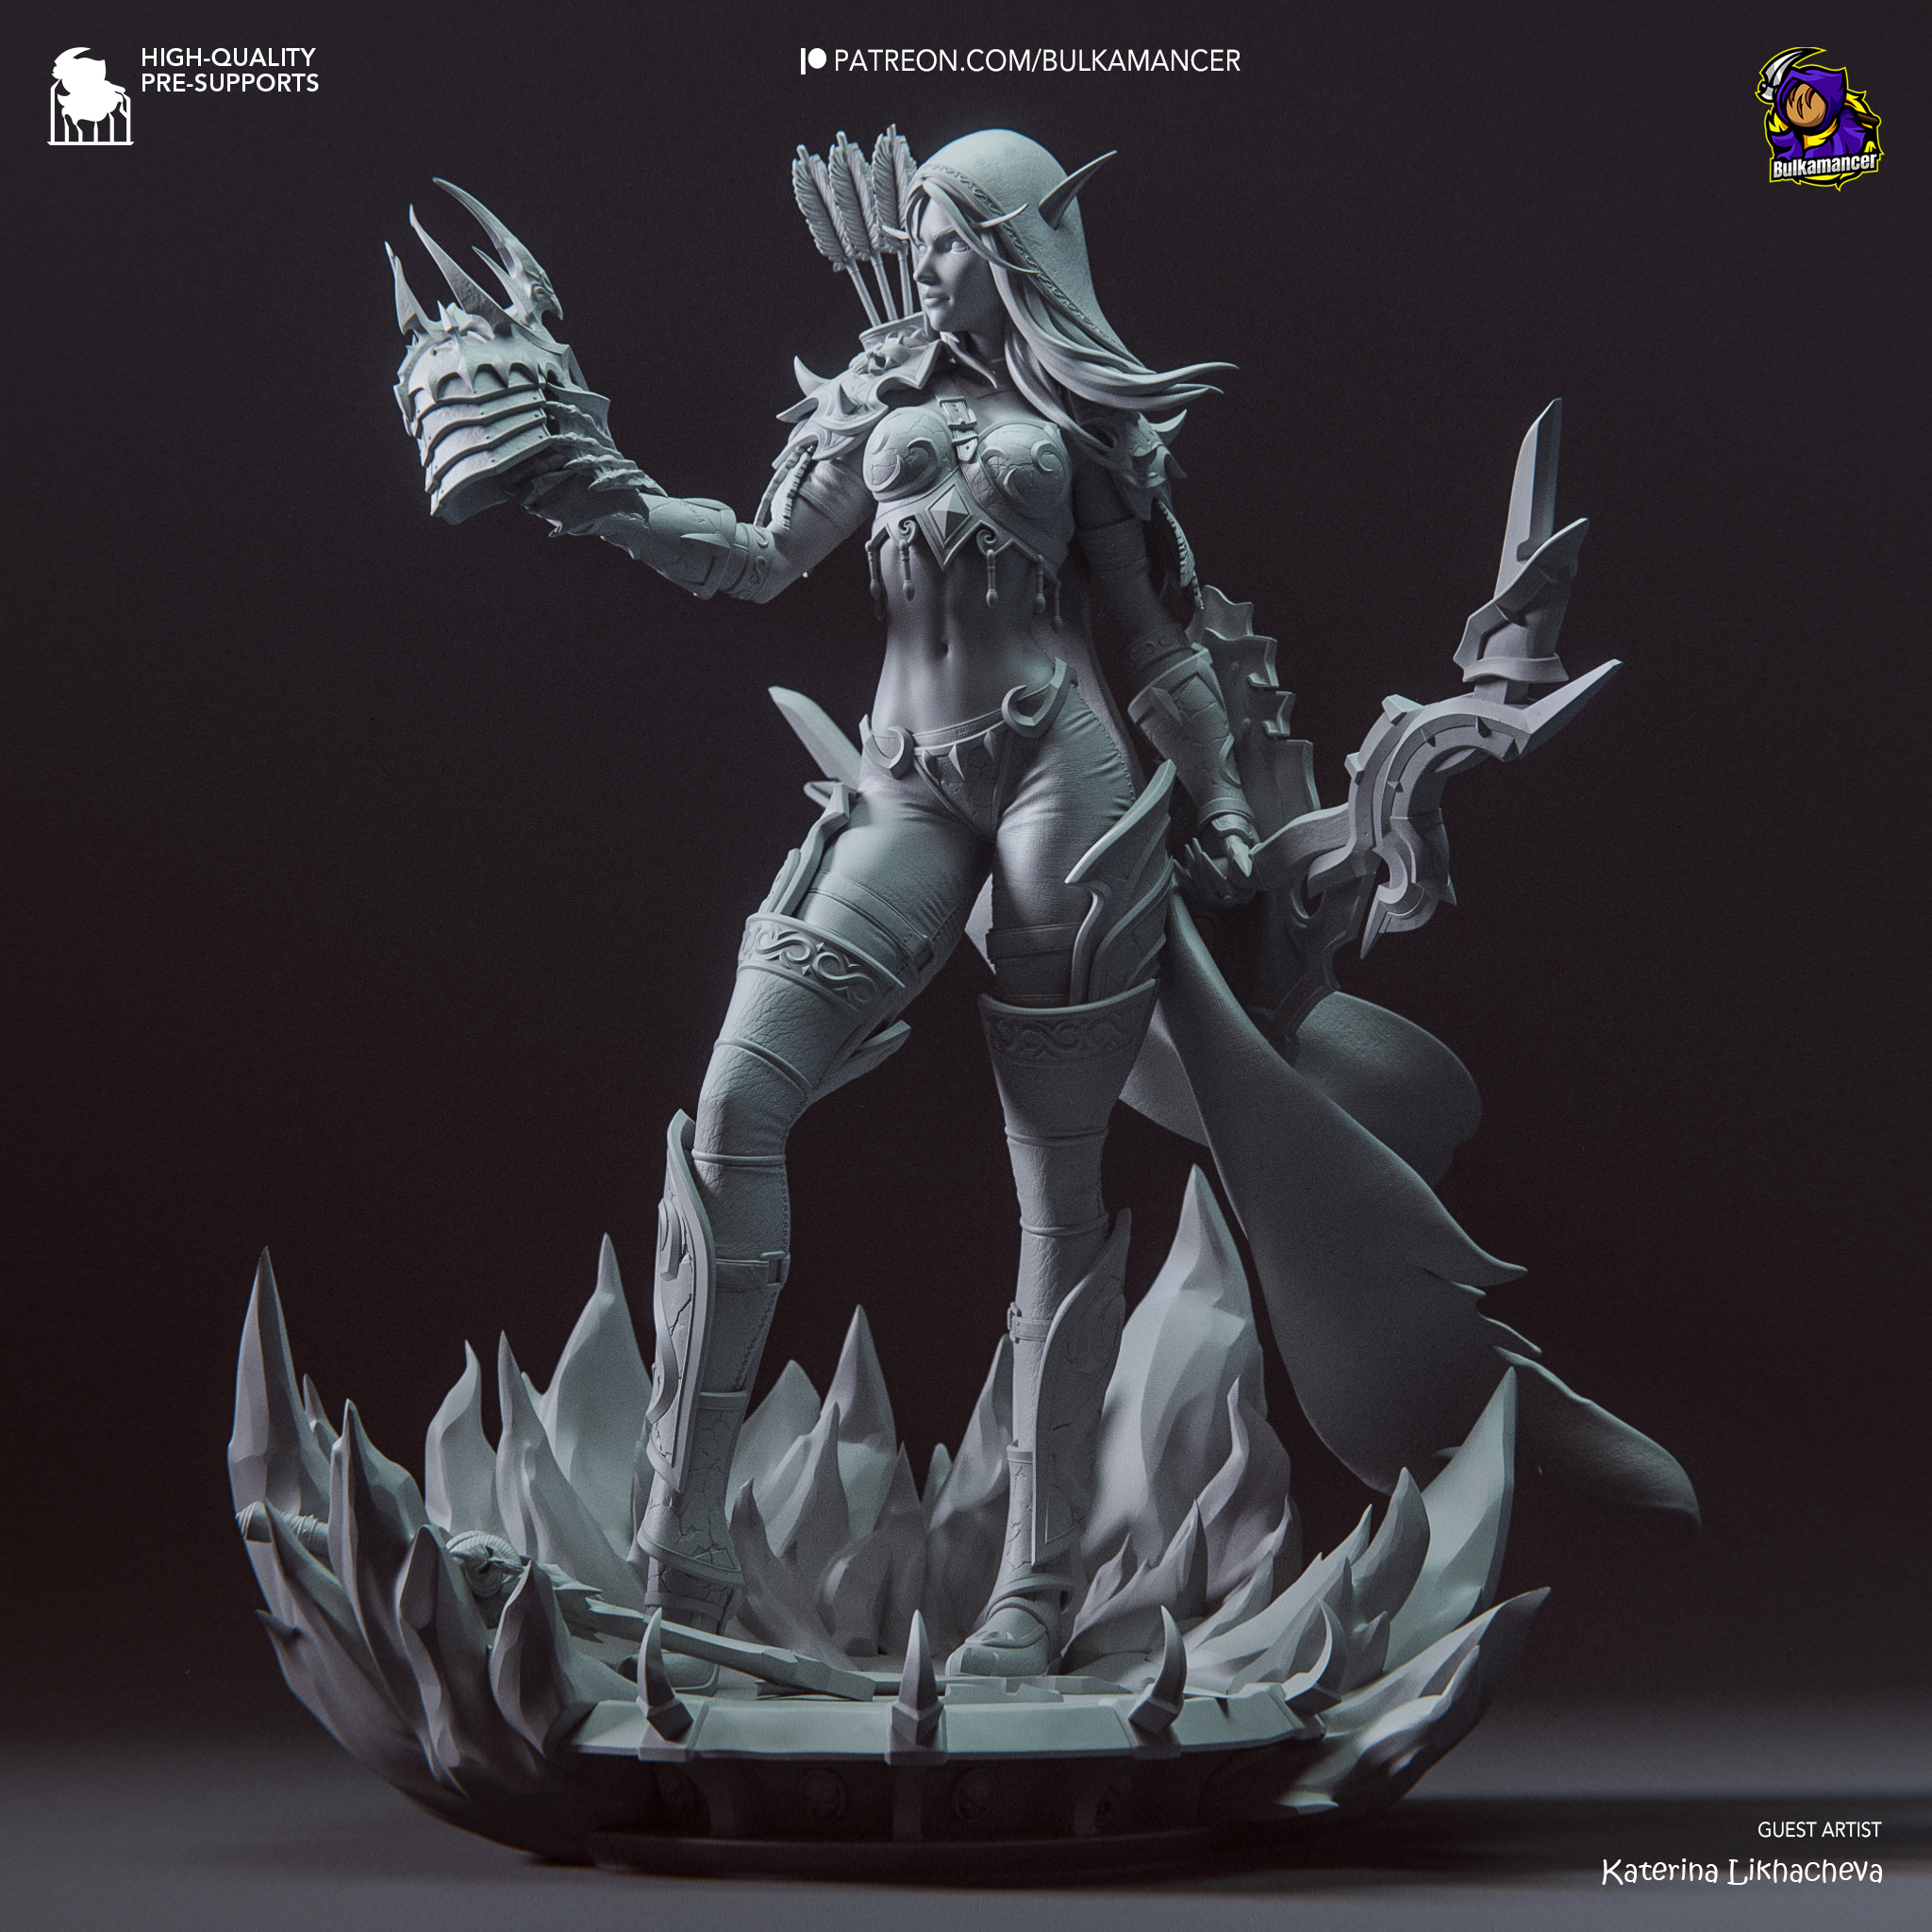 HIGH-QUALITY
PRE-SUPPORTS
PATREON.COM/BULKAMANCER
Bulkamancer
GUEST ARTIST
Katerina Likhacheva